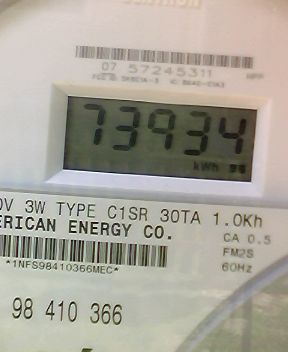 07 57245311
73934
kWh
V 3W TYPE C1SR 30TA 1.0Kh
ERICAN ENERGY CO.
CA 0.5
FM2S
60Hz
*1NFS98410366MEC*
98 410 366